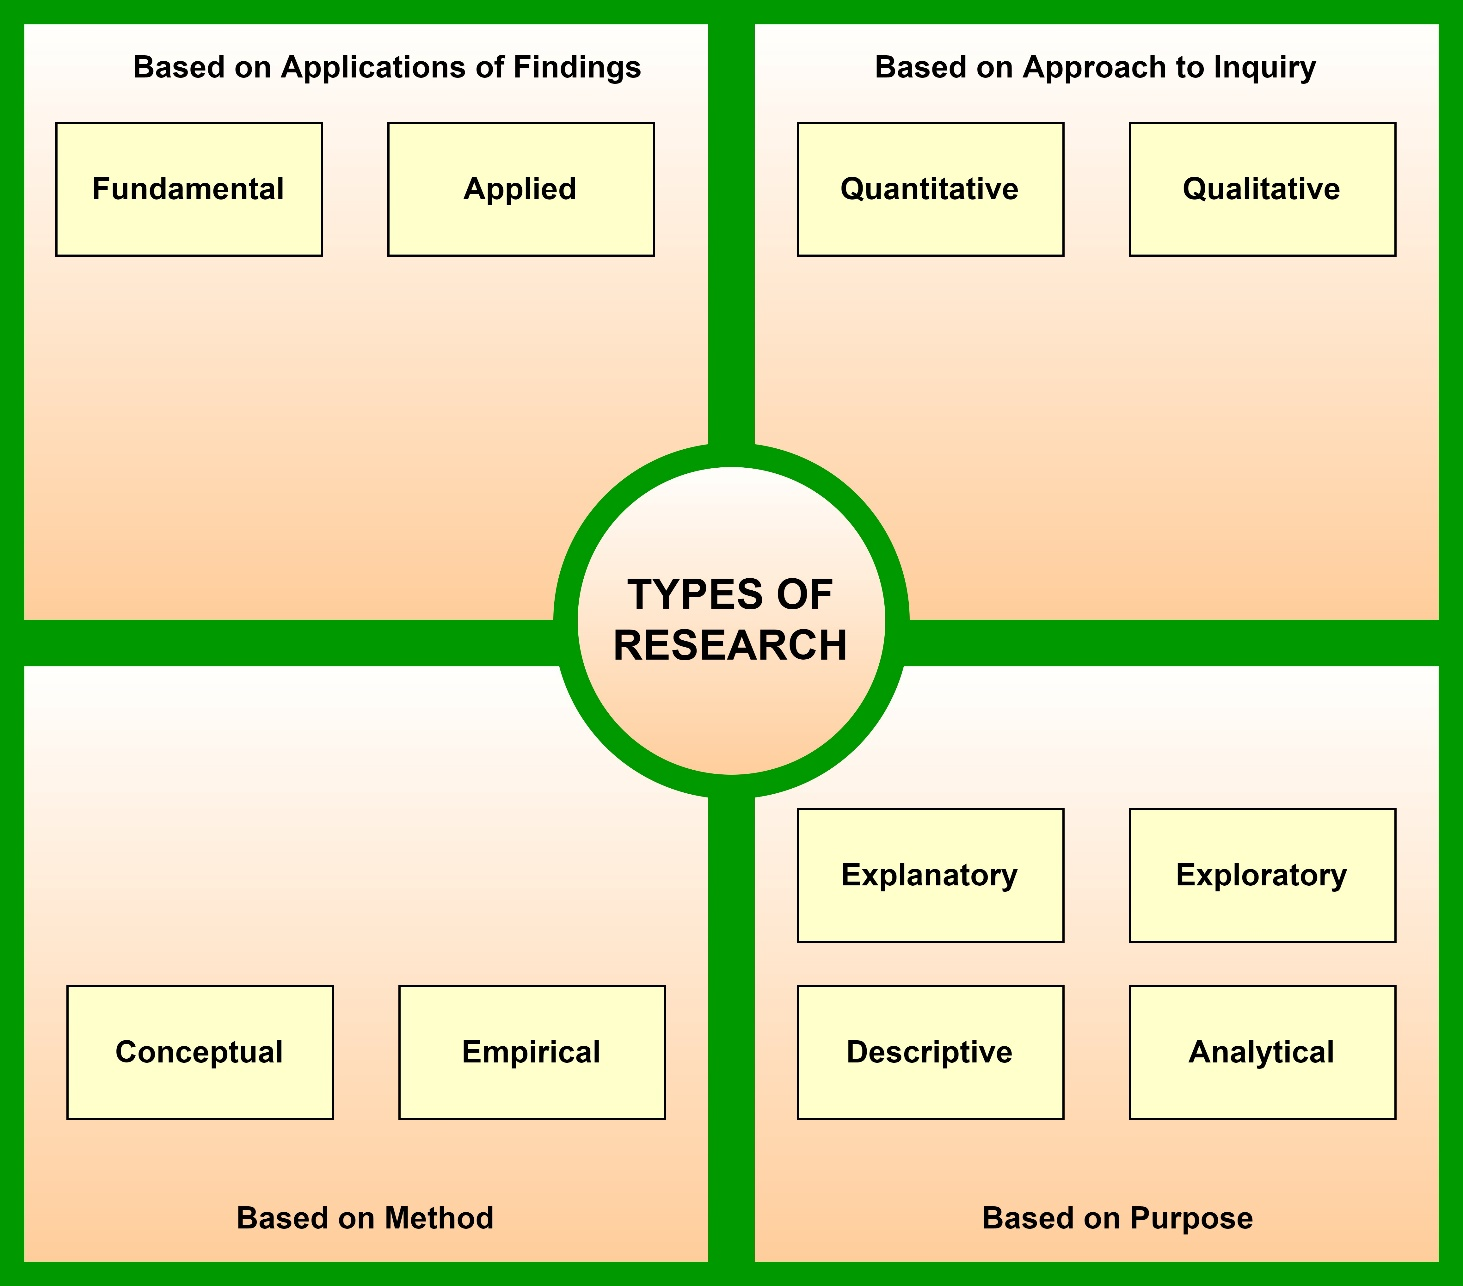 Based on Applications of Findings
Fundamental
Applied
Based on Approach to Inquiry
Quantitative
Qualitative
TYPES OF
RESEARCH
Conceptual
Empirical
Based on Method
Explanatory
Exploratory
Descriptive
Analytical
Based on Purpose